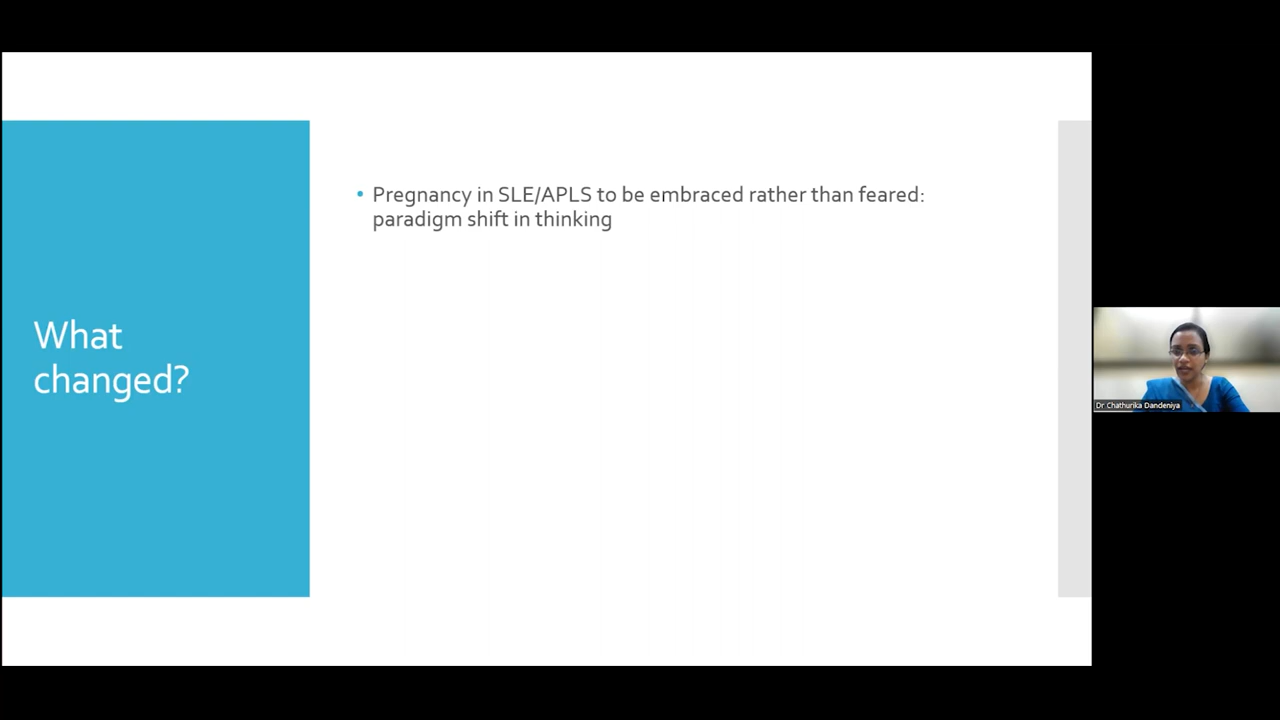 What
changed?
• Pregnancy in SLE/APLS to be embraced rather than feared:
paradigm shift in thinking
Dr Chathurika Dandeniya